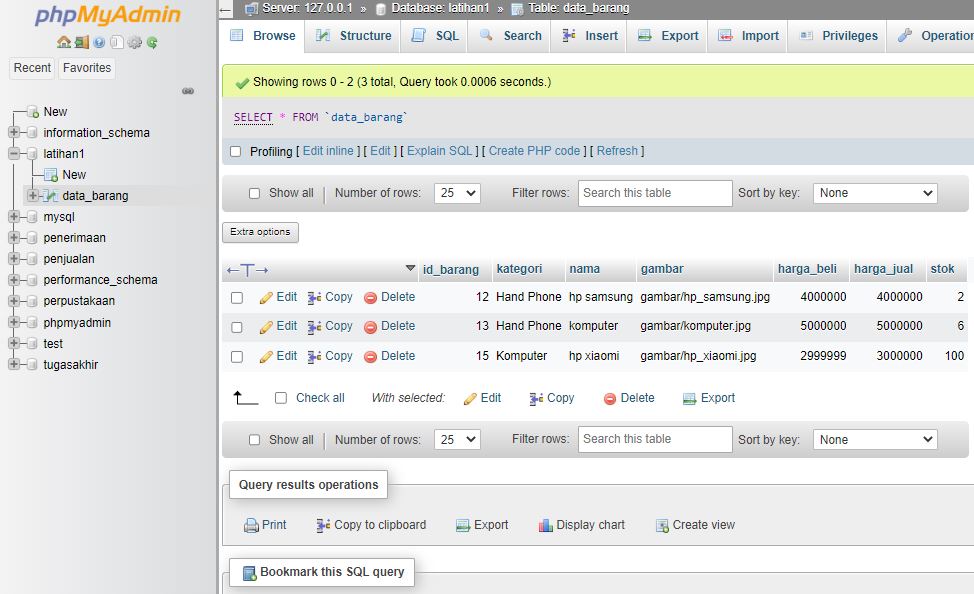 phpMyAdmin
Recent Favorites
New
information_schema
latihan1
New
data_barang
mysql
penerimaan
penjualan
performance_schema
perpustakaan
phpmyadmin
test
tugasakhir
Server: 127.0.0.1 » Database: latihan1 » Table: data_barang
Browse Structure SQL Search Insert Export Import Privileges Operation
Showing rows 0 - 2 (3 total, Query took 0.0006 seconds.)
SELECT * FROM `data_barang`
Profiling [ Edit inline ] [ Edit ] [ Explain SQL ] [ Create PHP code ] [ Refresh ]
Show all Number of rows: 25 Filter rows: Search this table Sort by key: None
Extra options
←T→ id_barang kategori nama gambar harga_beli harga_jual stok
Edit Copy Delete 12 Hand Phone hp samsung gambar/hp_samsung.jpg 4000000 4000000 2
Edit Copy Delete 13 Hand Phone komputer gambar/komputer.jpg 5000000 5000000 6
Edit Copy Delete 15 Komputer hp xiaomi gambar/hp_xiaomi.jpg 2999999 3000000 100
Check all With selected: Edit Copy Delete Export
Show all Number of rows: 25 Filter rows: Search this table Sort by key: None
Query results operations
Print Copy to clipboard Export Display chart Create view
Bookmark this SQL query